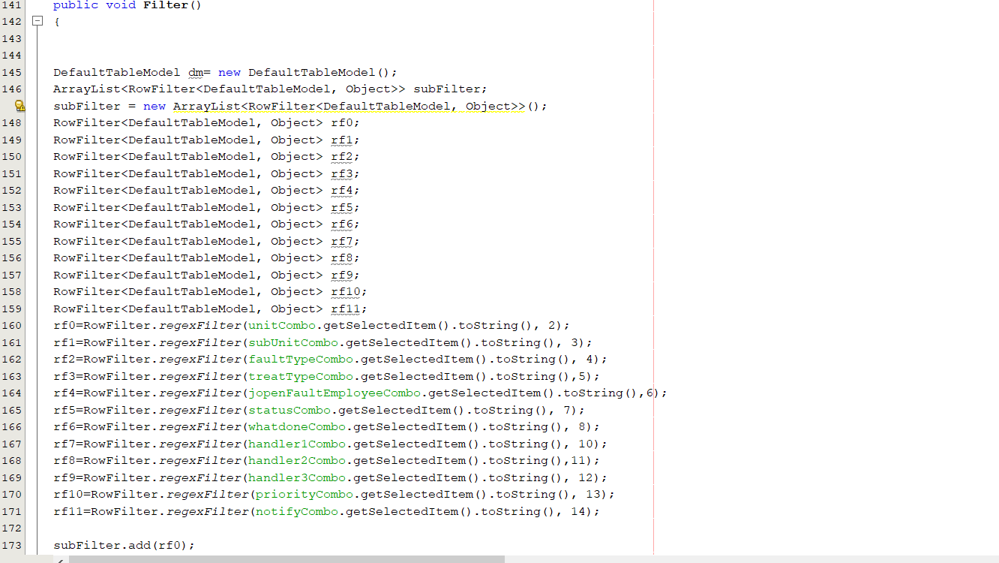 141 public void Filter()
142 {
143
144
145 DefaultTableModel dm= new DefaultTableModel();
146 ArrayList<RowFilter<DefaultTableModel, Object>> subFilter;
subFilter = new ArrayList<RowFilter<DefaultTableModel, Object>>();
148 RowFilter<DefaultTableModel, Object> rf0;
149 RowFilter<DefaultTableModel, Object> rf1;
150 RowFilter<DefaultTableModel, Object> rf2;
151 RowFilter<DefaultTableModel, Object> rf3;
152 RowFilter<DefaultTableModel, Object> rf4;
153 RowFilter<DefaultTableModel, Object> rf5;
154 RowFilter<DefaultTableModel, Object> rf6;
155 RowFilter<DefaultTableModel, Object> rf7;
156 RowFilter<DefaultTableModel, Object> rf8;
157 RowFilter<DefaultTableModel, Object> rf9;
158 RowFilter<DefaultTableModel, Object> rf10;
159 RowFilter<DefaultTableModel, Object> rf11;
160 rf0=RowFilter.regexFilter(unitCombo.getSelectedItem().toString(), 2);
161 rf1=RowFilter.regexFilter(subUnitCombo.getSelectedItem().toString(), 3);
162 rf2=RowFilter.regexFilter(faultTypeCombo.getSelectedItem().toString(), 4);
163 rf3=RowFilter.regexFilter(treatTypeCombo.getSelectedItem().toString(),5);
164 rf4=RowFilter.regexFilter(jopenFaultEmployeeCombo.getSelectedItem().toString(),6);
165 rf5=RowFilter.regexFilter(statusCombo.getSelectedItem().toString(), 7);
166 rf6=RowFilter.regexFilter(whatdoneCombo.getSelectedItem().toString(), 8);
167 rf7=RowFilter.regexFilter(handler1Combo.getSelectedItem().toString(), 10);
168 rf8=RowFilter.regexFilter(handler2Combo.getSelectedItem().toString(),11);
169 rf9=RowFilter.regexFilter(handler3Combo.getSelectedItem().toString(), 12);
170 rf10=RowFilter.regexFilter(priorityCombo.getSelectedItem().toString(), 13);
171 rf11=RowFilter.regexFilter(notifyCombo.getSelectedItem().toString(), 14);
172
173 subFilter.add(rf0);